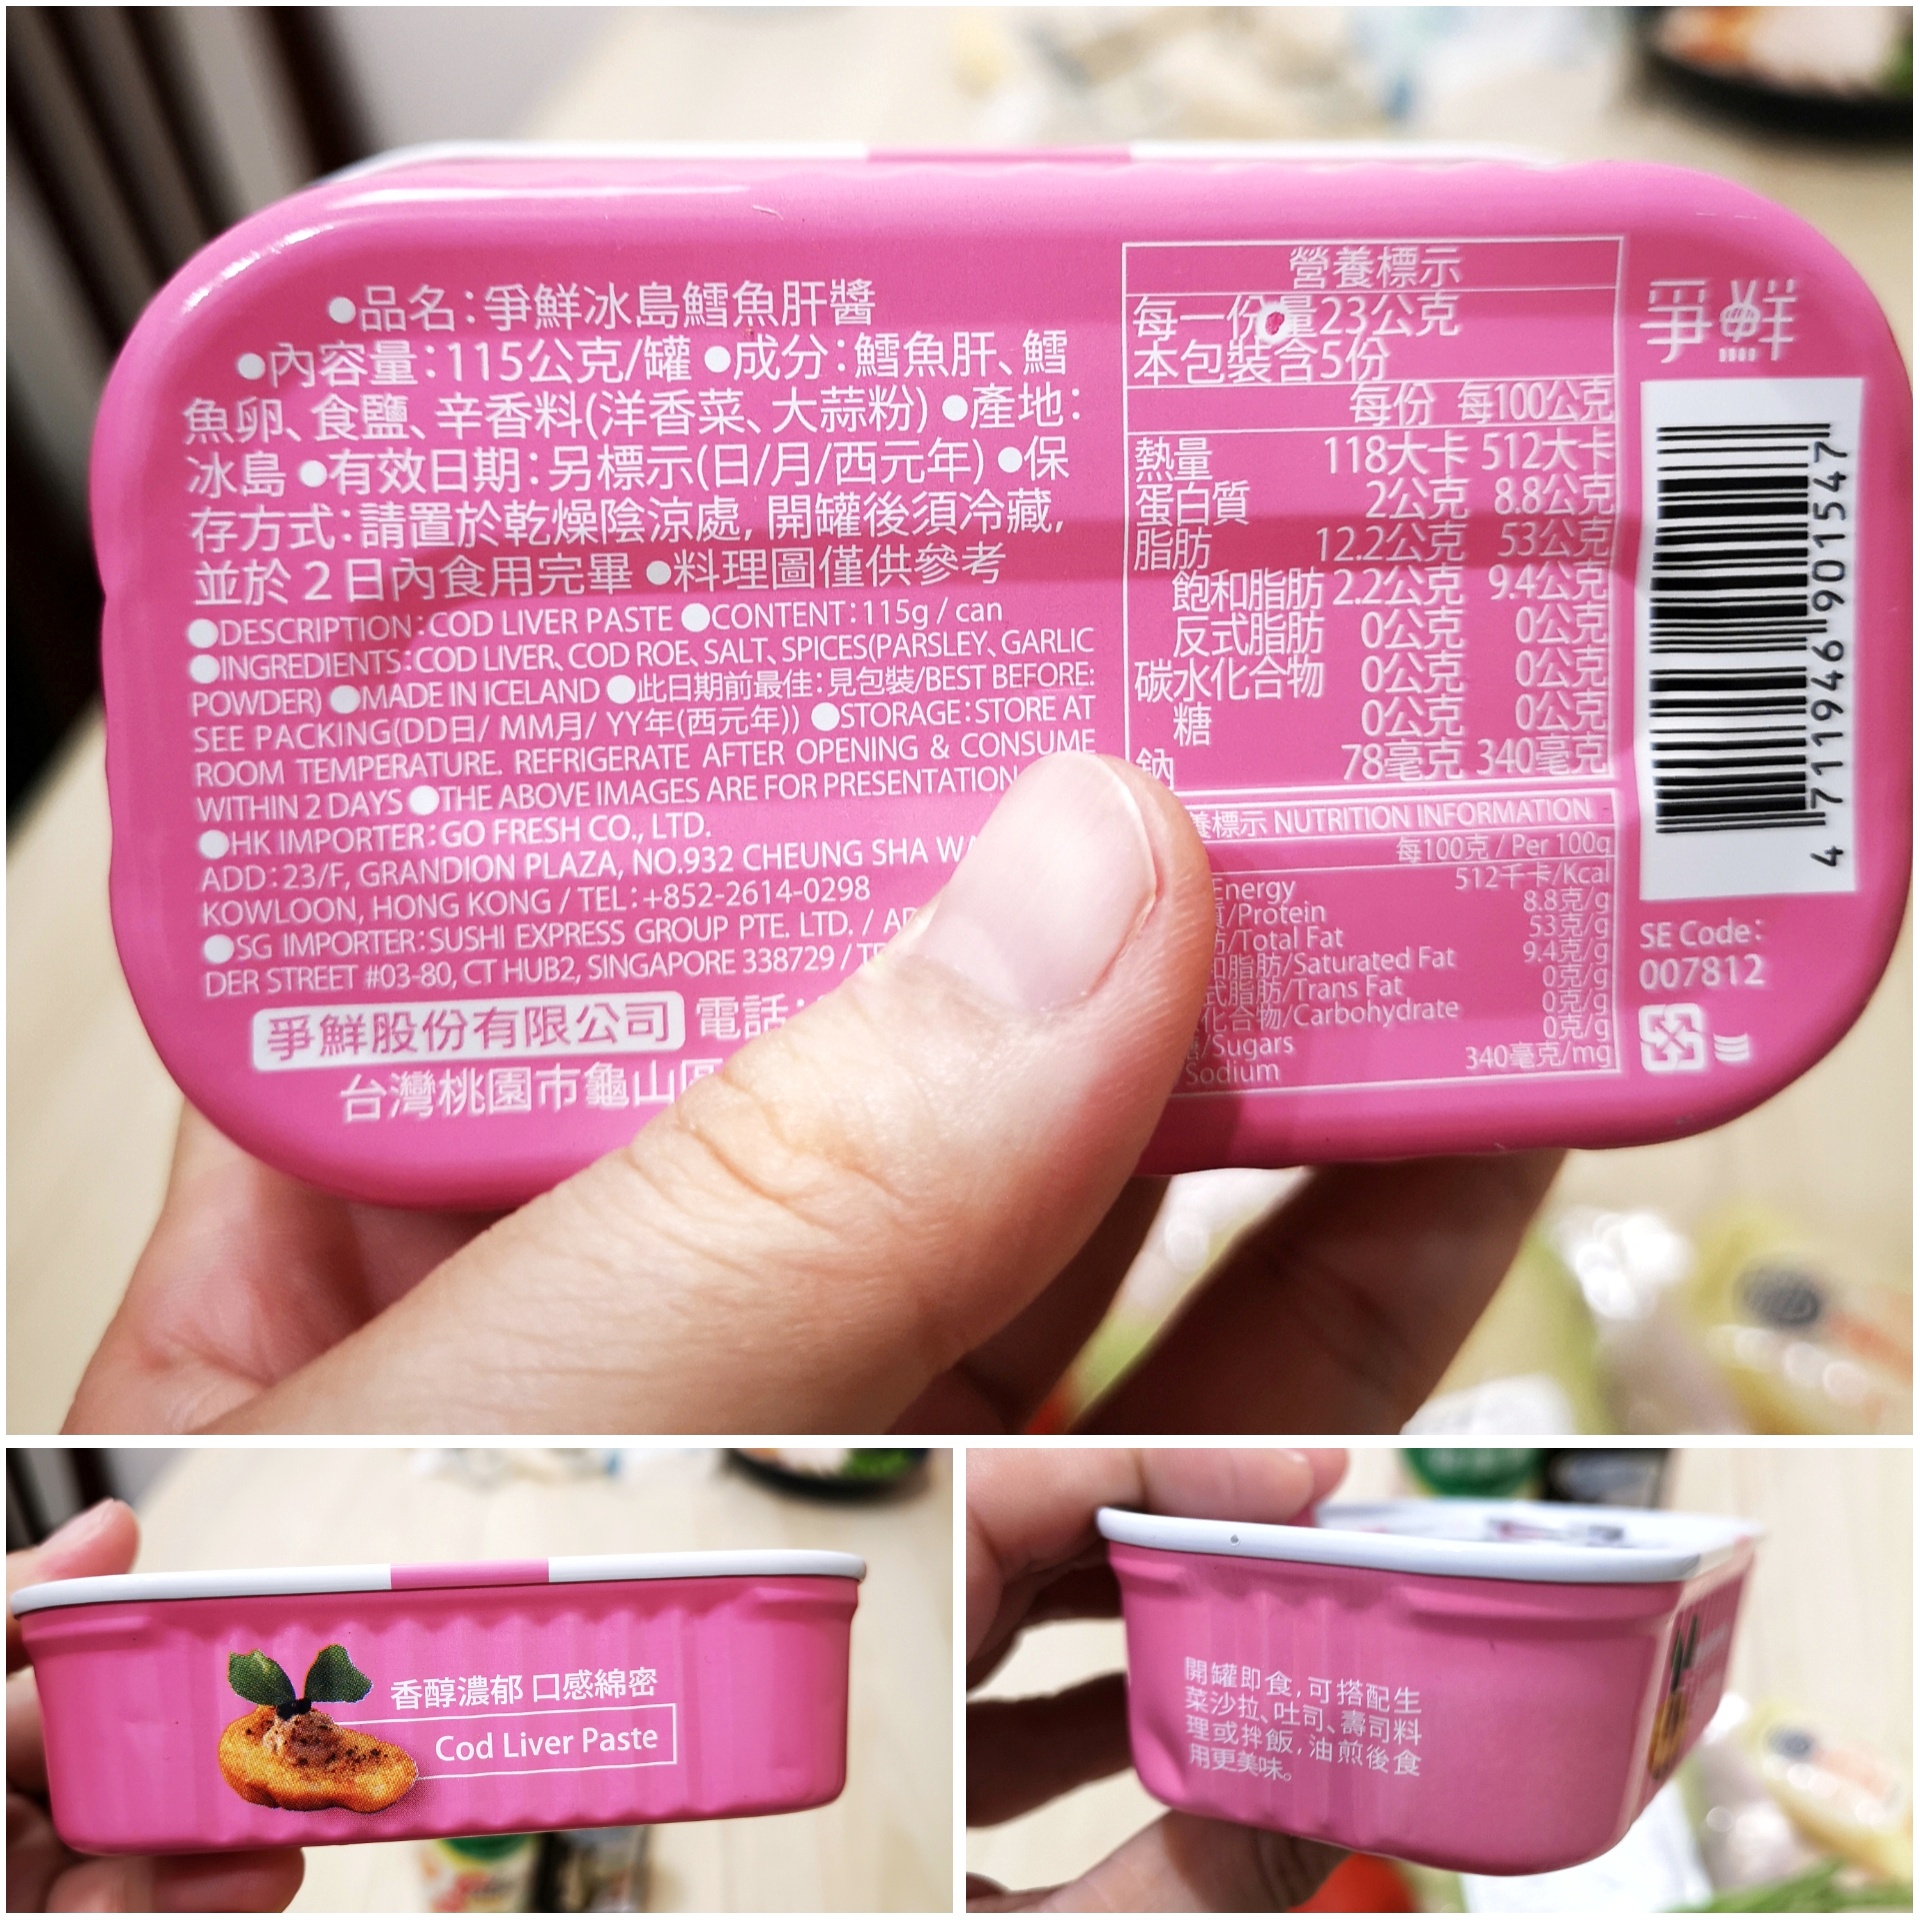 ●品名:爭鮮冰島鱈魚肝醬
●內容量:115公克/罐 ●成分:鱈魚肝、鱈
魚卵、食鹽、辛香料(洋香菜、大蒜粉) ●產地:
冰島 ●有效日期:另標示(日/月/西元年) ●保
存方式:請置於乾燥陰涼處, 開罐後須冷藏,
並於 2 日內食用完畢 ●料理圖僅供參考
●DESCRIPTION:COD LIVER PASTE ●CONTENT:115g / can
●INGREDIENTS:COD LIVER、COD ROE、SALT、SPICES(PARSLEY、GARLIC
POWDER) ●MADE IN ICELAND ●此日期前最佳:見包裝/BEST BEFORE:
SEE PACKING(DD日/ MM月/ YY年(西元年)) ●STORAGE:STORE AT
ROOM TEMPERATURE. REFRIGERATE AFTER OPENING & CONSUME
WITHIN 2 DAYS ●THE ABOVE IMAGES ARE FOR PRESENTATION
●HK IMPORTER:GO FRESH CO., LTD.
ADD:23/F, GRANDION PLAZA, NO.932 CHEUNG SHA
KOWLOON, HONG KONG / TEL:+852-2614-0298
●SG IMPORTER:SUSHI EXPRESS GROUP PTE. LTD. /
DER STREET #03-80, CT HUB2, SINGAPORE 338729 /
爭鮮股份有限公司 電話:
台灣桃園市龜山區
營養標示
每一份量23公克
本包裝含5份
每份 每100公克
熱量 118大卡 512大卡
蛋白質 2公克 8.8公克
脂肪 12.2公克 53公克
飽和脂肪 2.2公克 9.4公克
反式脂肪 0公克 0公克
碳水化合物 0公克 0公克
糖 0公克 0公克
鈉 78毫克 340毫克
養標示 NUTRITION INFORMATION
每100克 / Per 100g
Energy 512千卡/Kcal
/Protein 8.8克/g
/Total Fat 53克/g
和脂肪/Saturated Fat 9.4克/g
式脂肪/Trans Fat 0克/g
化合物/Carbohydrate 0克/g
/Sugars 0克/g
Sodium 340毫克/mg
爭鮮
4 711946 901547
SE Code:
007812
香醇濃郁 口感綿密
Cod Liver Paste
開罐即食,可搭配生
菜沙拉、吐司、壽司料
理或拌飯,油煎後食
用更美味。